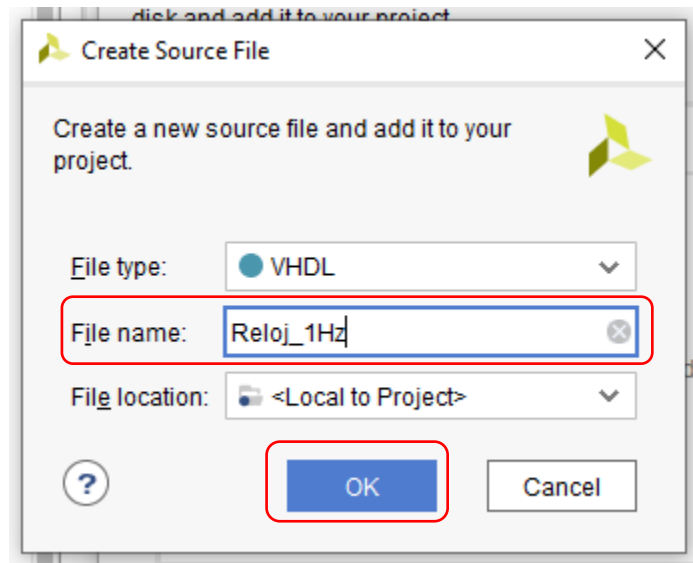 disk and add it to your project
Create Source File
Create a new source file and add it to your
project.
File type: VHDL
File name: Reloj_1Hz
File location: <Local to Project>
? OK Cancel